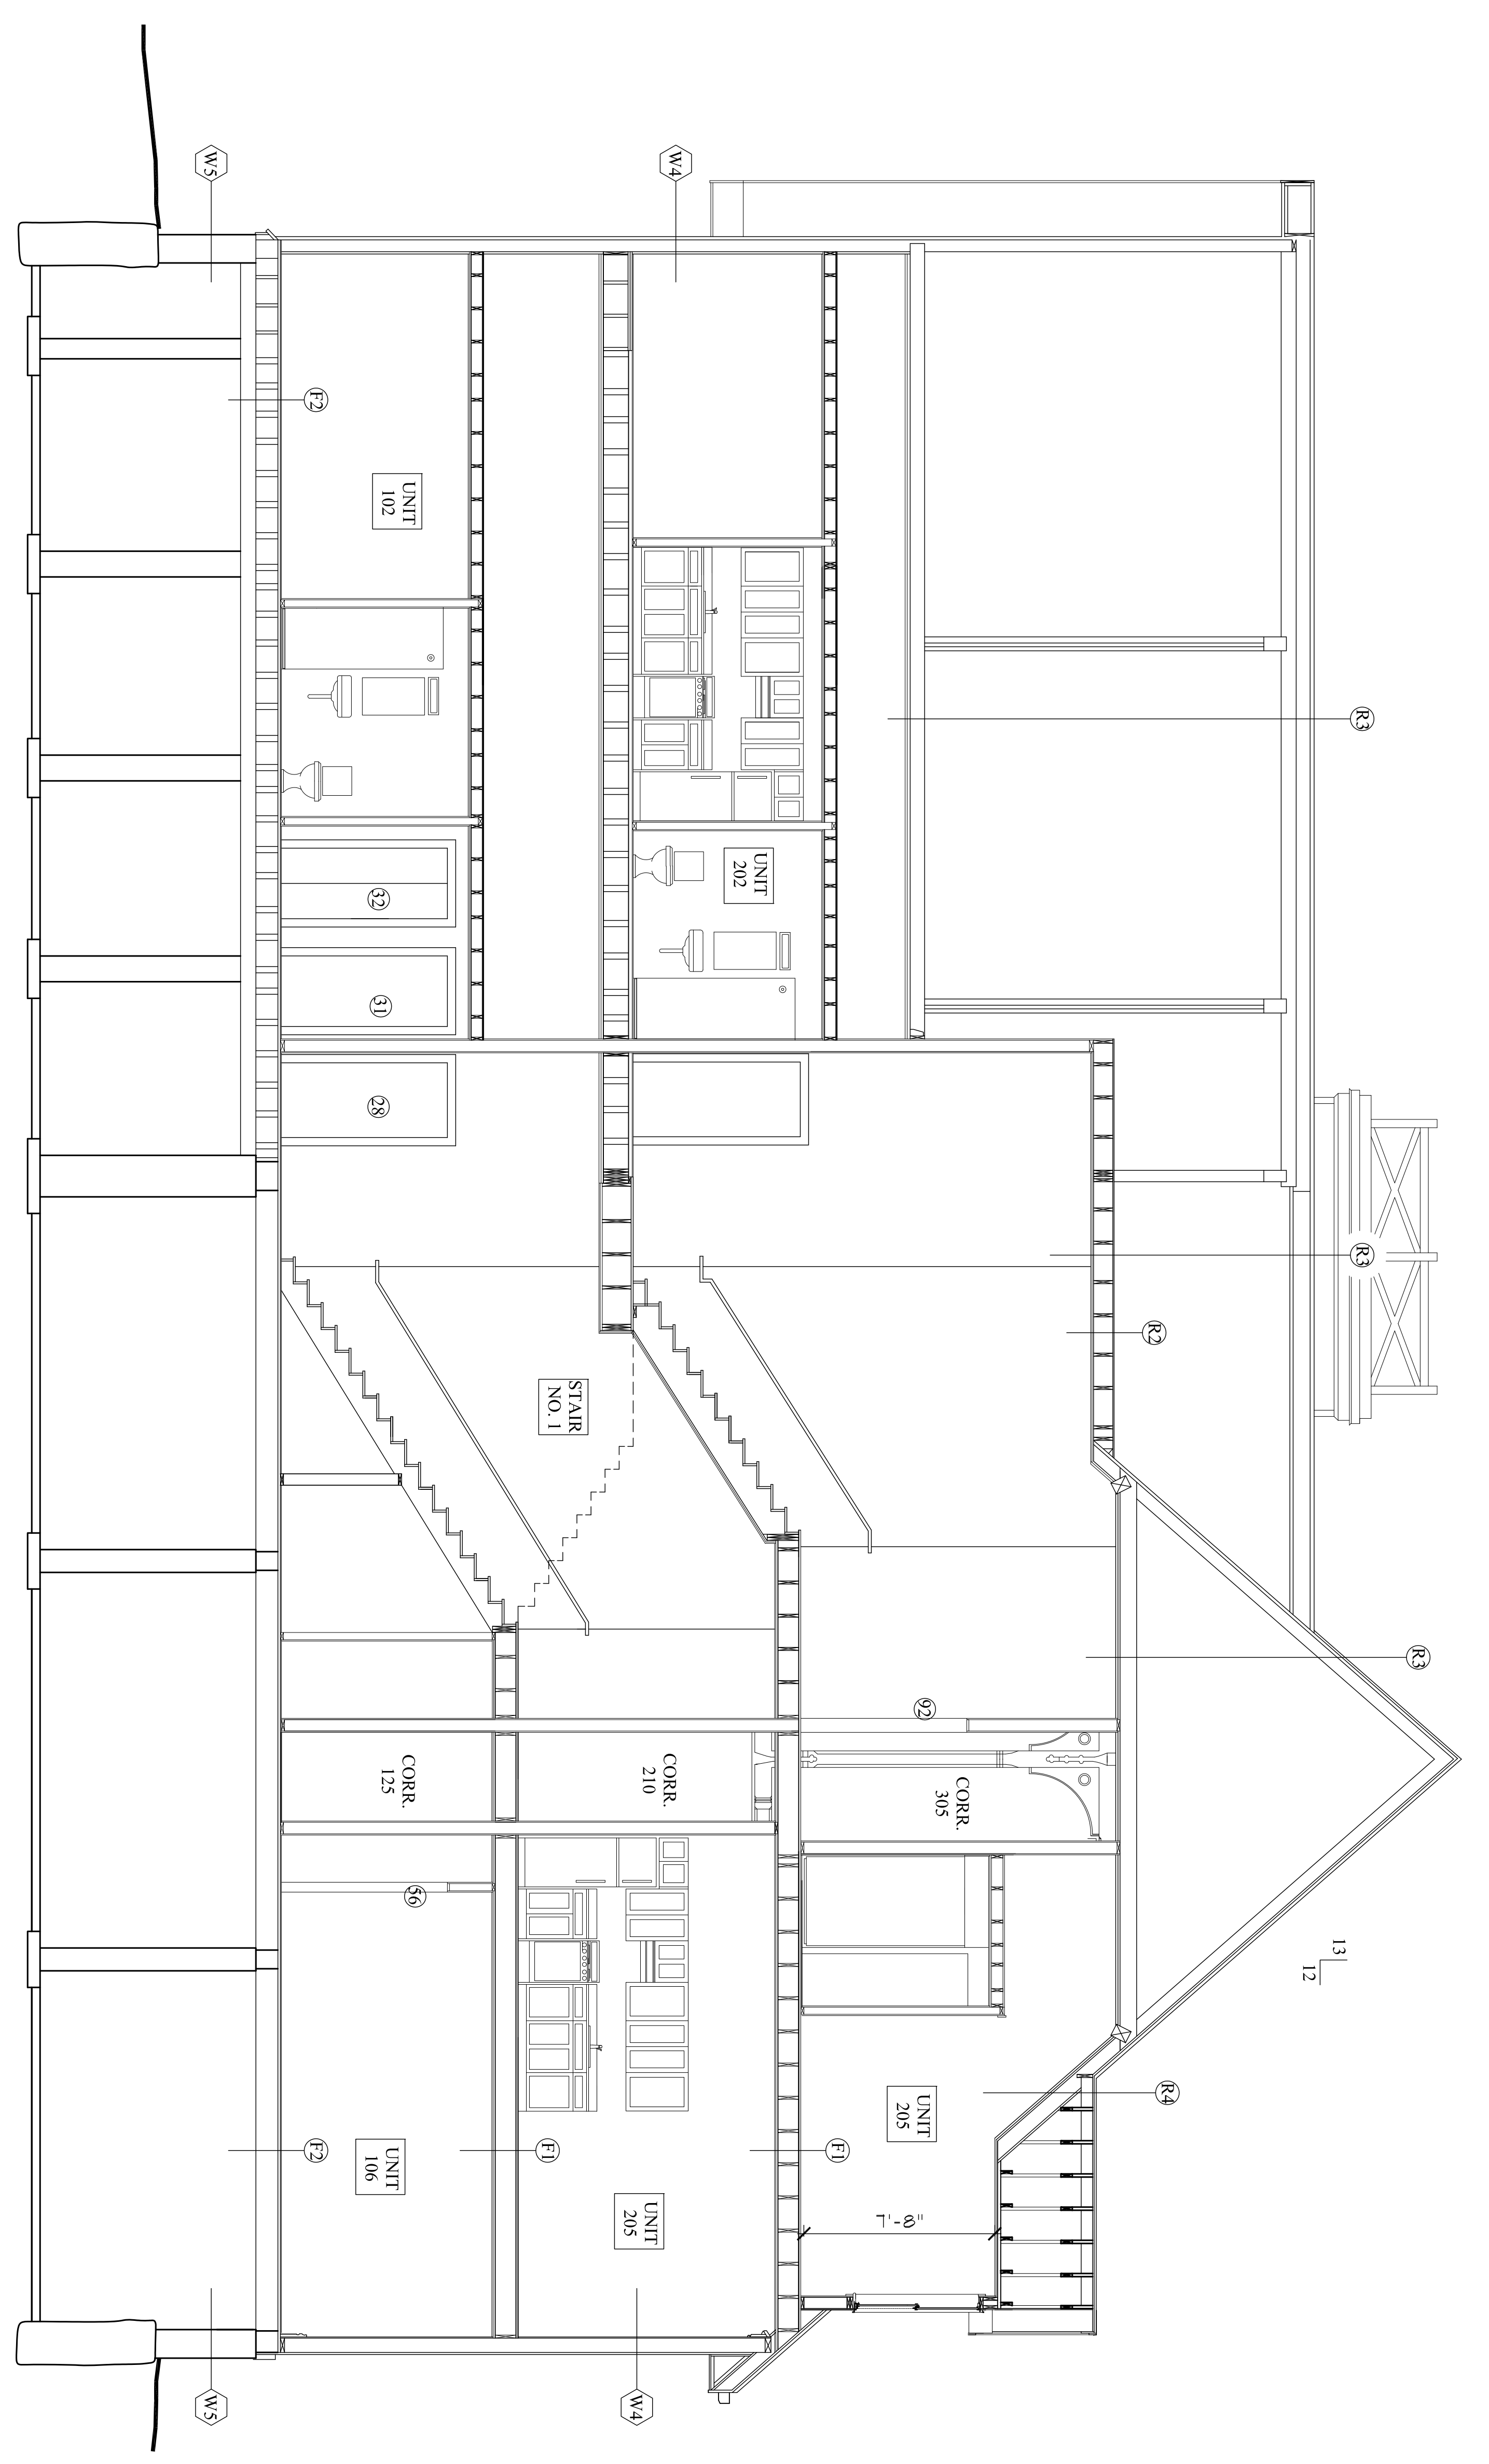 R3
R3
R3
13
12
R2
R4
CORR.
305
92
UNIT
205
7'-8"
F1
UNIT
202
W4
CORR.
210
UNIT
205
W4
STAIR
NO. 1
F1
56
CORR.
125
UNIT
102
32
31
28
UNIT
106
F2
F2
W5
W5